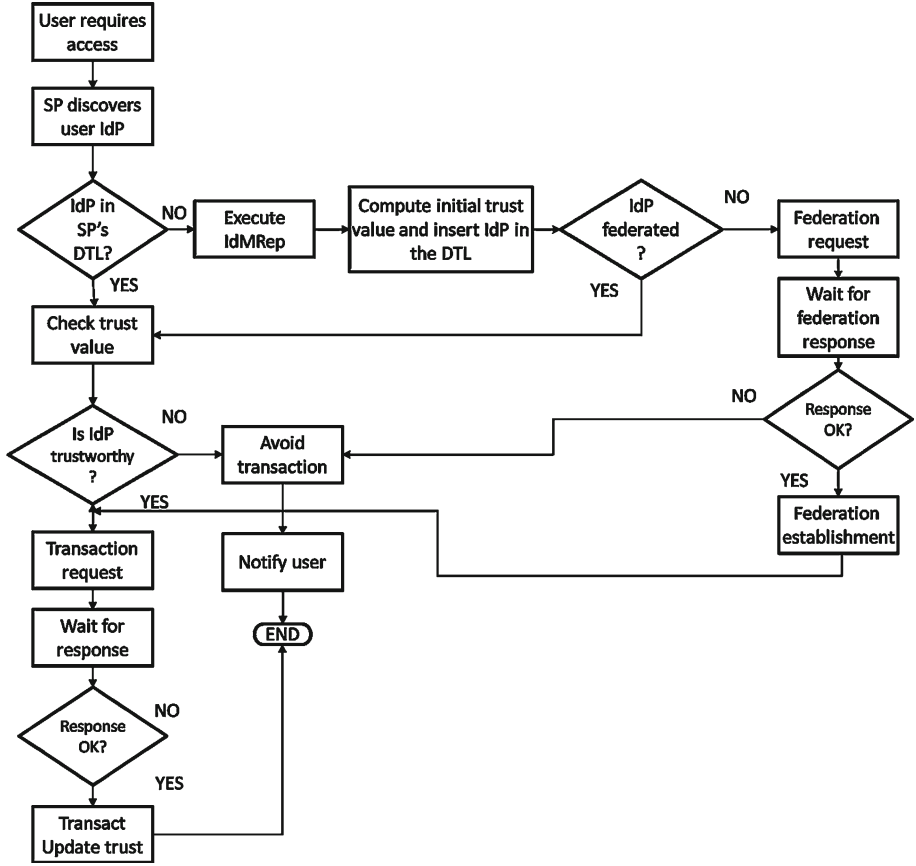 User requires
access
SP discovers
user IdP
IdP in
SP's
DTL?
NO
YES
Execute
IdMRep
Compute initial trust
value and insert IdP in
the DTL
IdP
federated
?
NO
YES
Federation
request
Wait for
federation
response
Response
OK?
NO
YES
Federation
establishment
Check trust
value
Is IdP
trustworthy
?
NO
YES
Avoid
transaction
Notify user
END
Transaction
request
Wait for
response
Response
OK?
NO
YES
Transact
Update trust